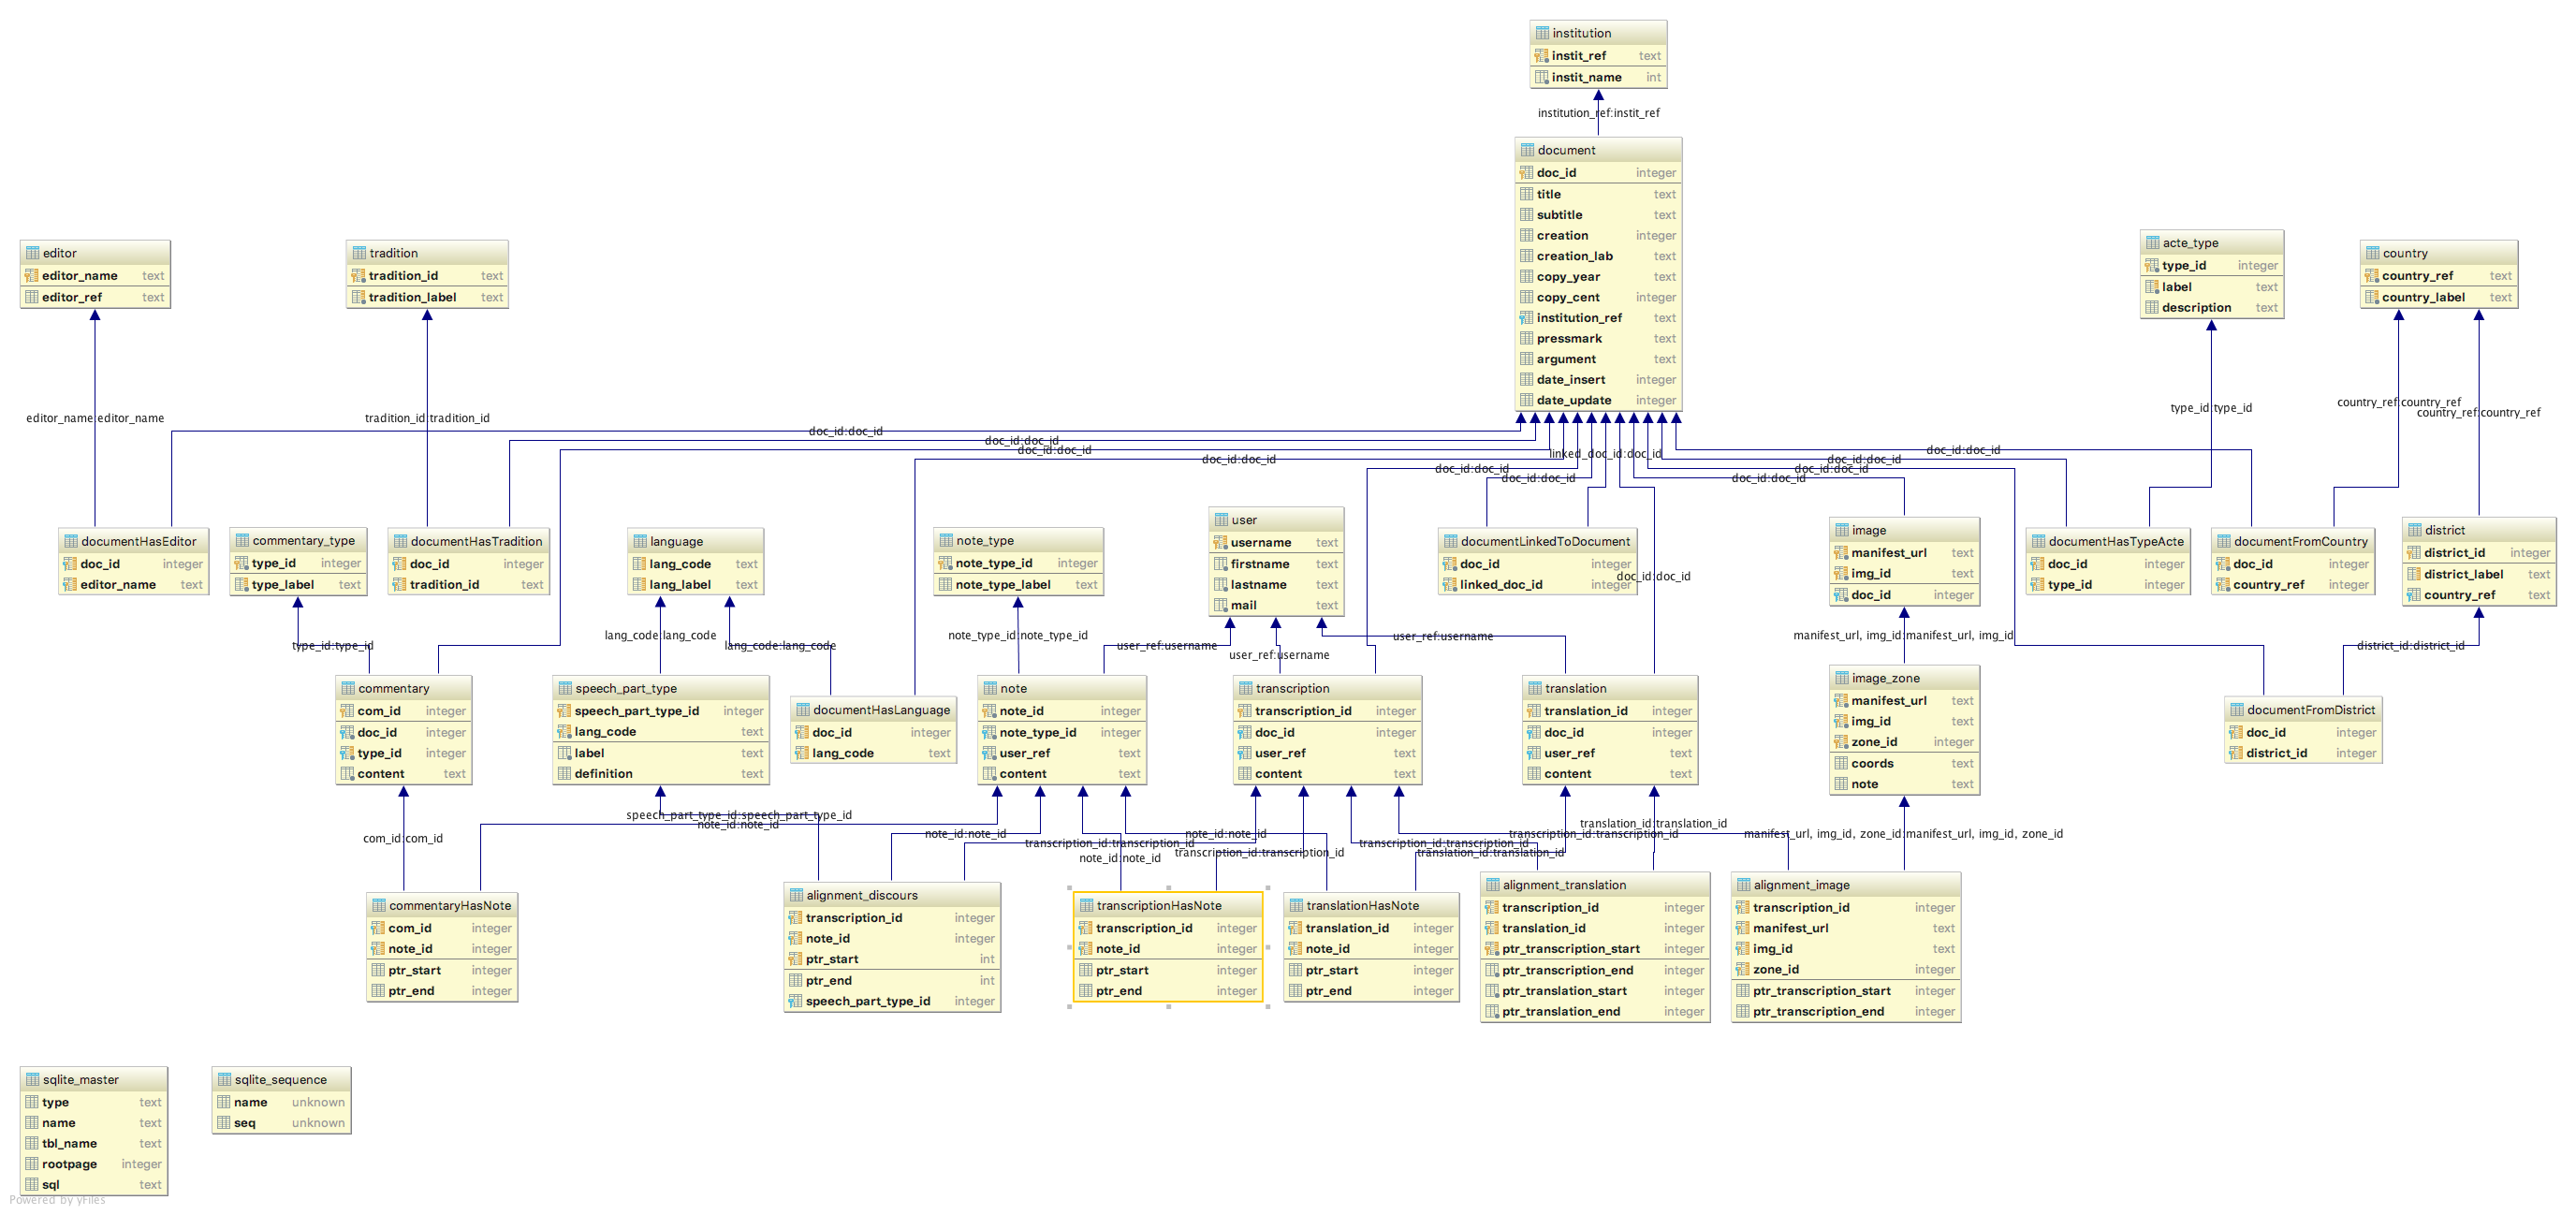 institution
instit_ref text
instit_name int
institution_ref:instit_ref
document
doc_id integer
title text
subtitle text
creation integer
creation_lab text
copy_year text
copy_cent integer
institution_ref text
pressmark text
argument text
date_insert integer
date_update integer
editor
editor_name text
editor_ref text
tradition
tradition_id text
tradition_label text
acte_type
type_id integer
label text
description text
country
country_ref text
country_label text
editor_name:editor_name
tradition_id:tradition_id
type_id:type_id
country_ref:country_ref
country_ref:country_ref
doc_id:doc_id
doc_id:doc_id
doc_id:doc_id
doc_id:doc_id
linked_doc_id:doc_id
doc_id:doc_id
doc_id:doc_id
doc_id:doc_id
doc_id:doc_id
doc_id:doc_id
doc_id:doc_id
doc_id:doc_id
documentHasEditor
doc_id integer
editor_name text
commentary_type
type_id integer
type_label text
documentHasTradition
doc_id integer
tradition_id text
language
lang_code text
lang_label text
note_type
note_type_id integer
note_type_label text
user
username text
firstname text
lastname text
mail text
documentLinkedToDocument
doc_id integer
linked_doc_id integer
doc_id:doc_id
image
manifest_url text
img_id text
doc_id integer
documentHasTypeActe
doc_id integer
type_id integer
documentFromCountry
doc_id integer
country_ref integer
district
district_id integer
district_label text
country_ref text
type_id:type_id
lang_code:lang_code
lang_code:lang_code
note_type_id:note_type_id
user_ref:username
user_ref:username
user_ref:username
manifest_url, img_id:manifest_url, img_id
district_id:district_id
commentary
com_id integer
doc_id integer
type_id integer
content text
speech_part_type
speech_part_type_id integer
lang_code text
label text
definition text
documentHasLanguage
doc_id integer
lang_code text
note
note_id integer
note_type_id integer
user_ref text
content text
transcription
transcription_id integer
doc_id integer
user_ref text
content text
translation
translation_id integer
doc_id integer
user_ref text
content text
image_zone
manifest_url text
img_id text
zone_id integer
coords text
note text
documentFromDistrict
doc_id integer
district_id integer
com_id:com_id
speech_part_type_id:speech_part_type_id
note_id:note_id
note_id:note_id
transcription_id:transcription_id
note_id:note_id
note_id:note_id
transcription_id:transcription_id
transcription_id:transcription_id
translation_id:translation_id
translation_id:translation_id
transcription_id:transcription_id
manifest_url, img_id, zone_id:manifest_url, img_id, zone_id
commentaryHasNote
com_id integer
note_id integer
ptr_start integer
ptr_end integer
alignment_discours
transcription_id integer
note_id integer
ptr_start int
ptr_end int
speech_part_type_id integer
transcriptionHasNote
transcription_id integer
note_id integer
ptr_start integer
ptr_end integer
translationHasNote
translation_id integer
note_id integer
ptr_start integer
ptr_end integer
alignment_translation
transcription_id integer
translation_id integer
ptr_transcription_start integer
ptr_transcription_end integer
ptr_translation_start integer
ptr_translation_end integer
alignment_image
transcription_id integer
manifest_url text
img_id text
zone_id integer
ptr_transcription_start integer
ptr_transcription_end integer
sqlite_master
type text
name text
tbl_name text
rootpage integer
sql text
sqlite_sequence
name unknown
seq unknown
Powered by yFiles